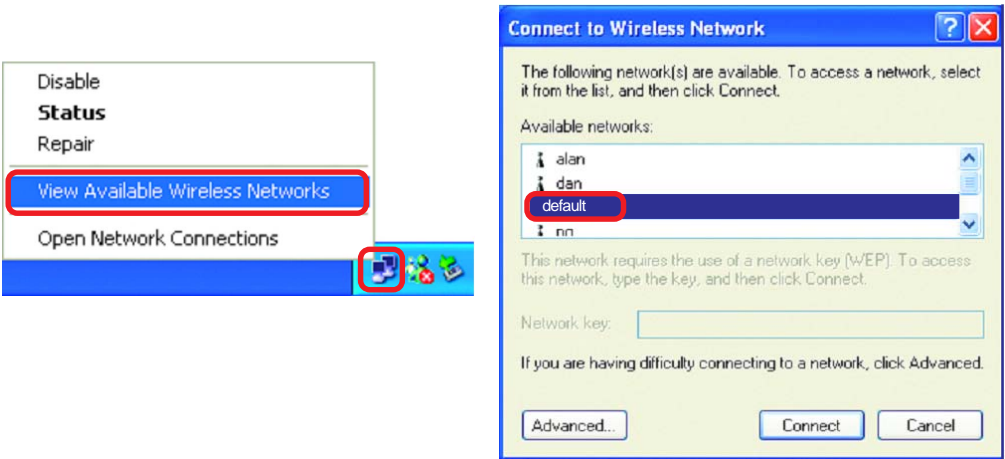 Disable
Status
Repair
View Available Wireless Networks
Open Network Connections
Connect to Wireless Network
The following network(s) are available. To access a network, select
it from the list, and then click Connect.
Available networks:
alan
dan
default
This network requires the use of a network key (WEP). To access
this network, type the key, and then click Connect.
Network key:
If you are having difficulty connecting to a network, click Advanced.
Advanced...
Connect
Cancel